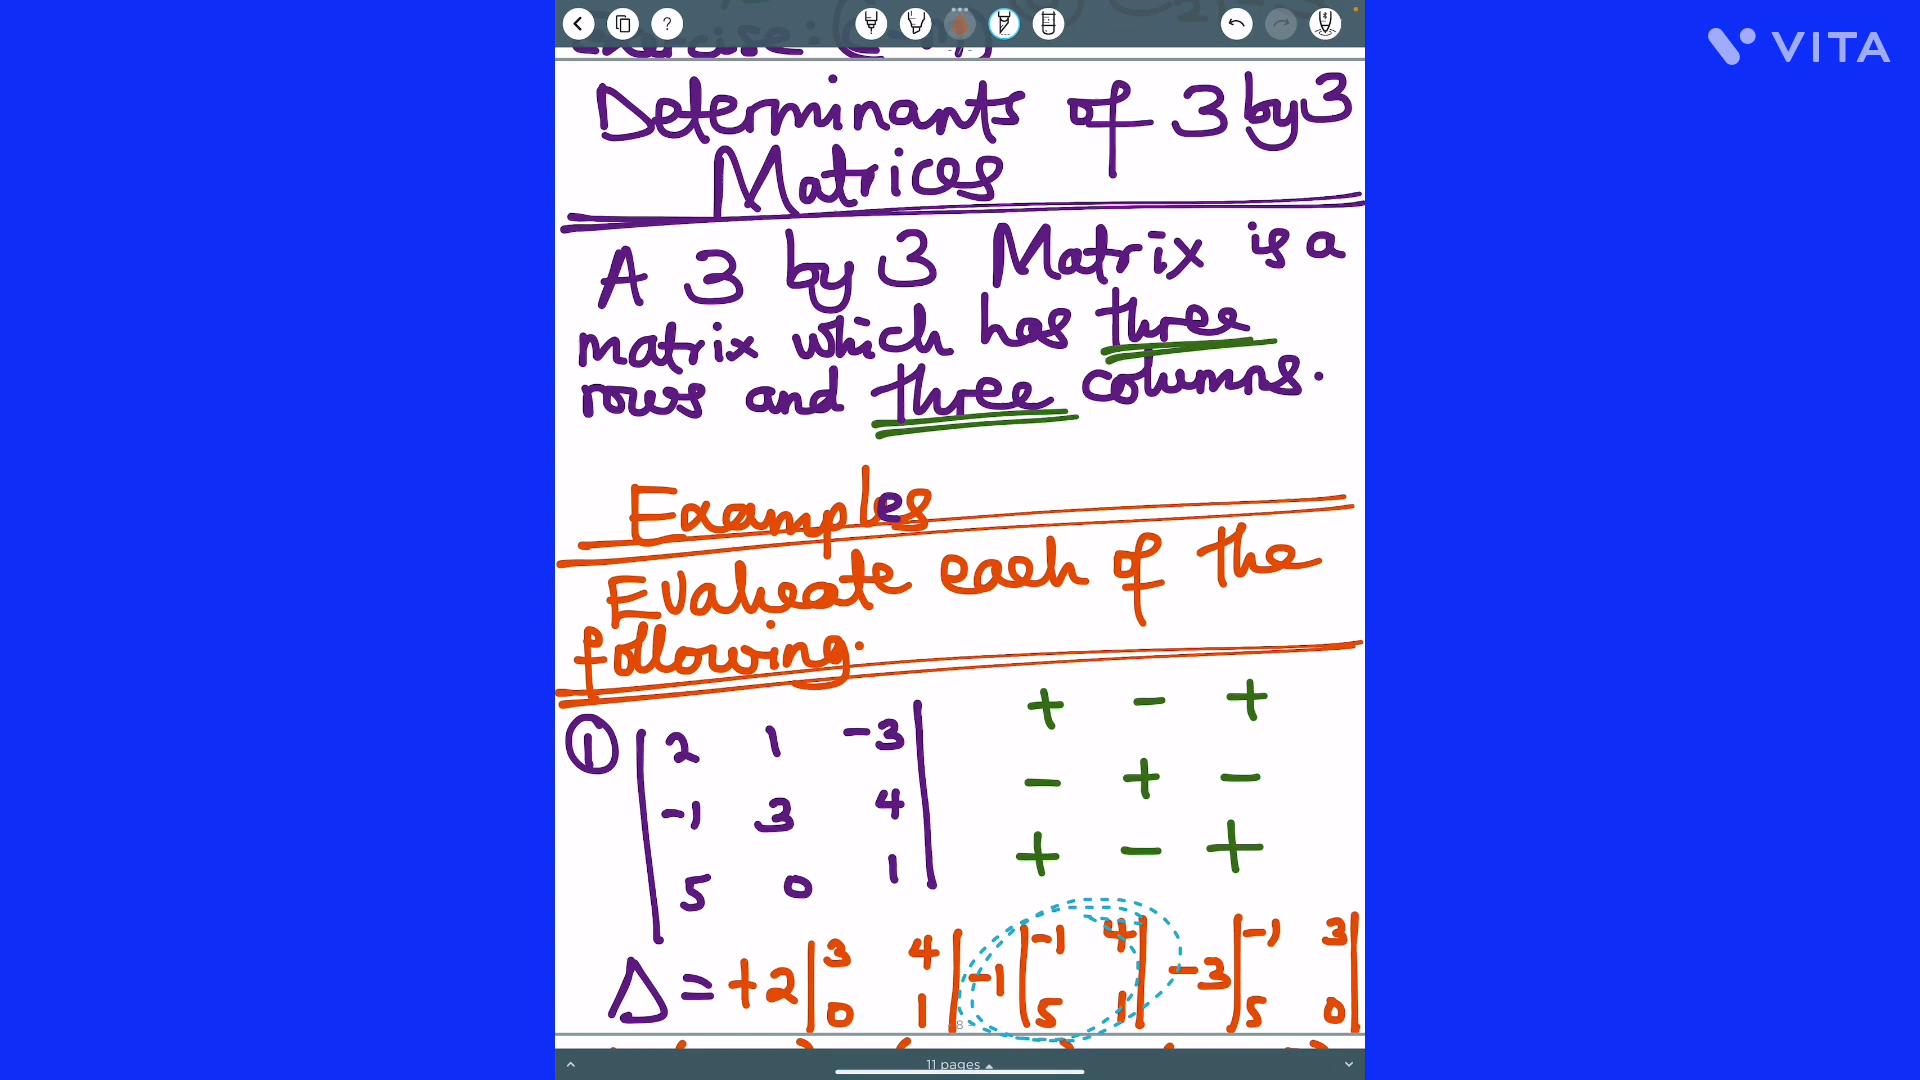 VITA
Determinants of 3 by 3
Matrices
A 3 by 3 Matrix is a
matrix which has three
rows and three columns.
Examples
Evaluate each of the
following.
① | 2 1 -3 | + - +
| -1 3 4 | - + -
| 5 0 1 | + - +
Δ = +2 | 3 4 | -1 | -1 4 | -3 | -1 3 |
| 0 1 | | 5 1 | | 5 0 |
8
11 pages